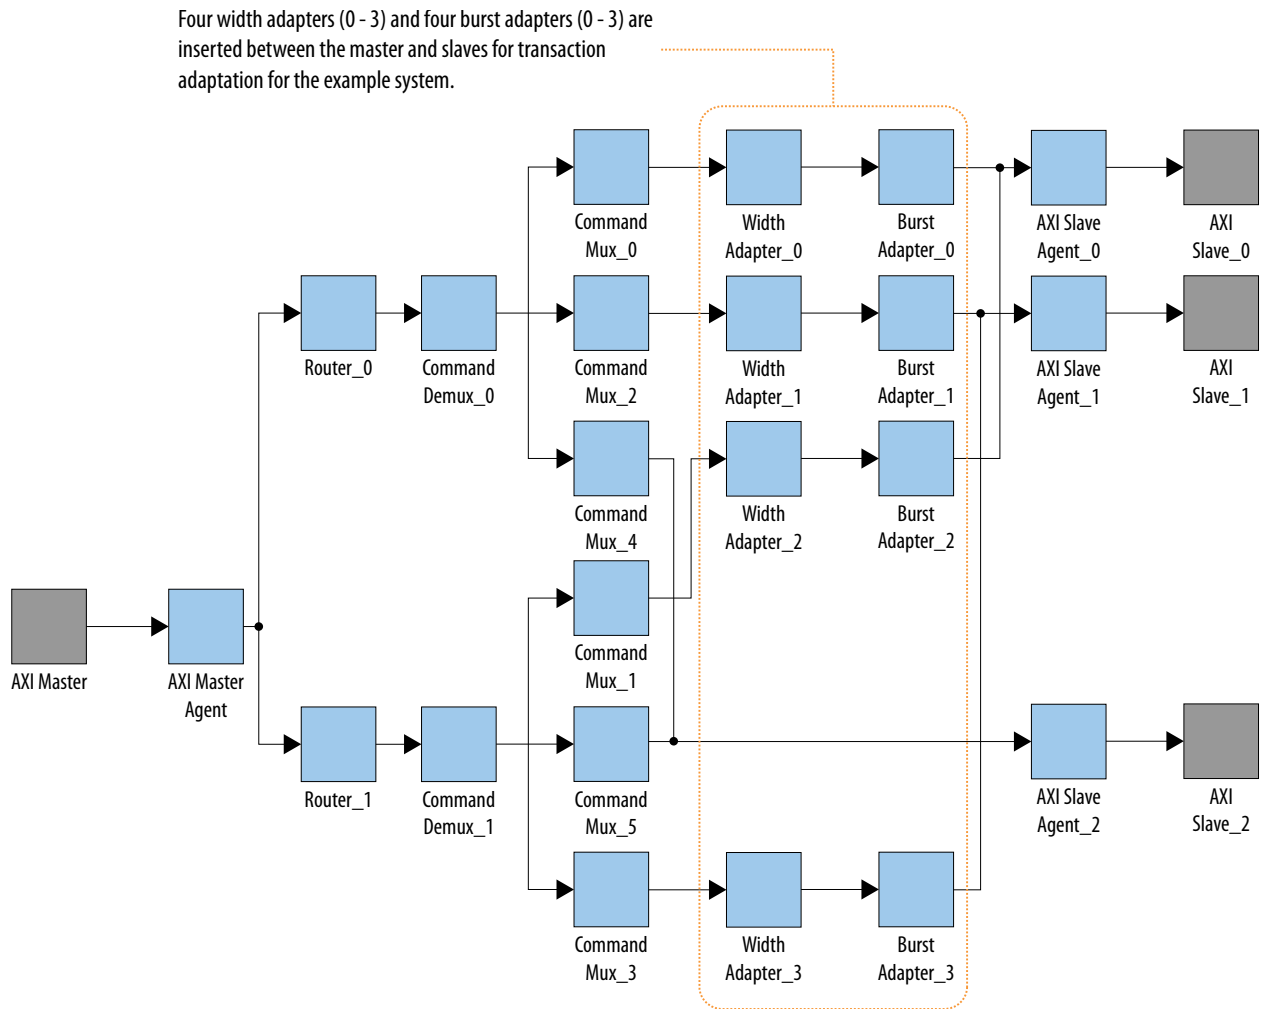 Four width adapters (0 - 3) and four burst adapters (0 - 3) are
inserted between the master and slaves for transaction
adaptation for the example system.
Command
Mux_0
Width
Adapter_0
Burst
Adapter_0
AXI Slave
Agent_0
AXI
Slave_0
Router_0
Command
Demux_0
Command
Mux_2
Width
Adapter_1
Burst
Adapter_1
AXI Slave
Agent_1
AXI
Slave_1
Command
Mux_4
Width
Adapter_2
Burst
Adapter_2
AXI Master
AXI Master
Agent
Command
Mux_1
Router_1
Command
Demux_1
Command
Mux_5
AXI Slave
Agent_2
AXI
Slave_2
Command
Mux_3
Width
Adapter_3
Burst
Adapter_3